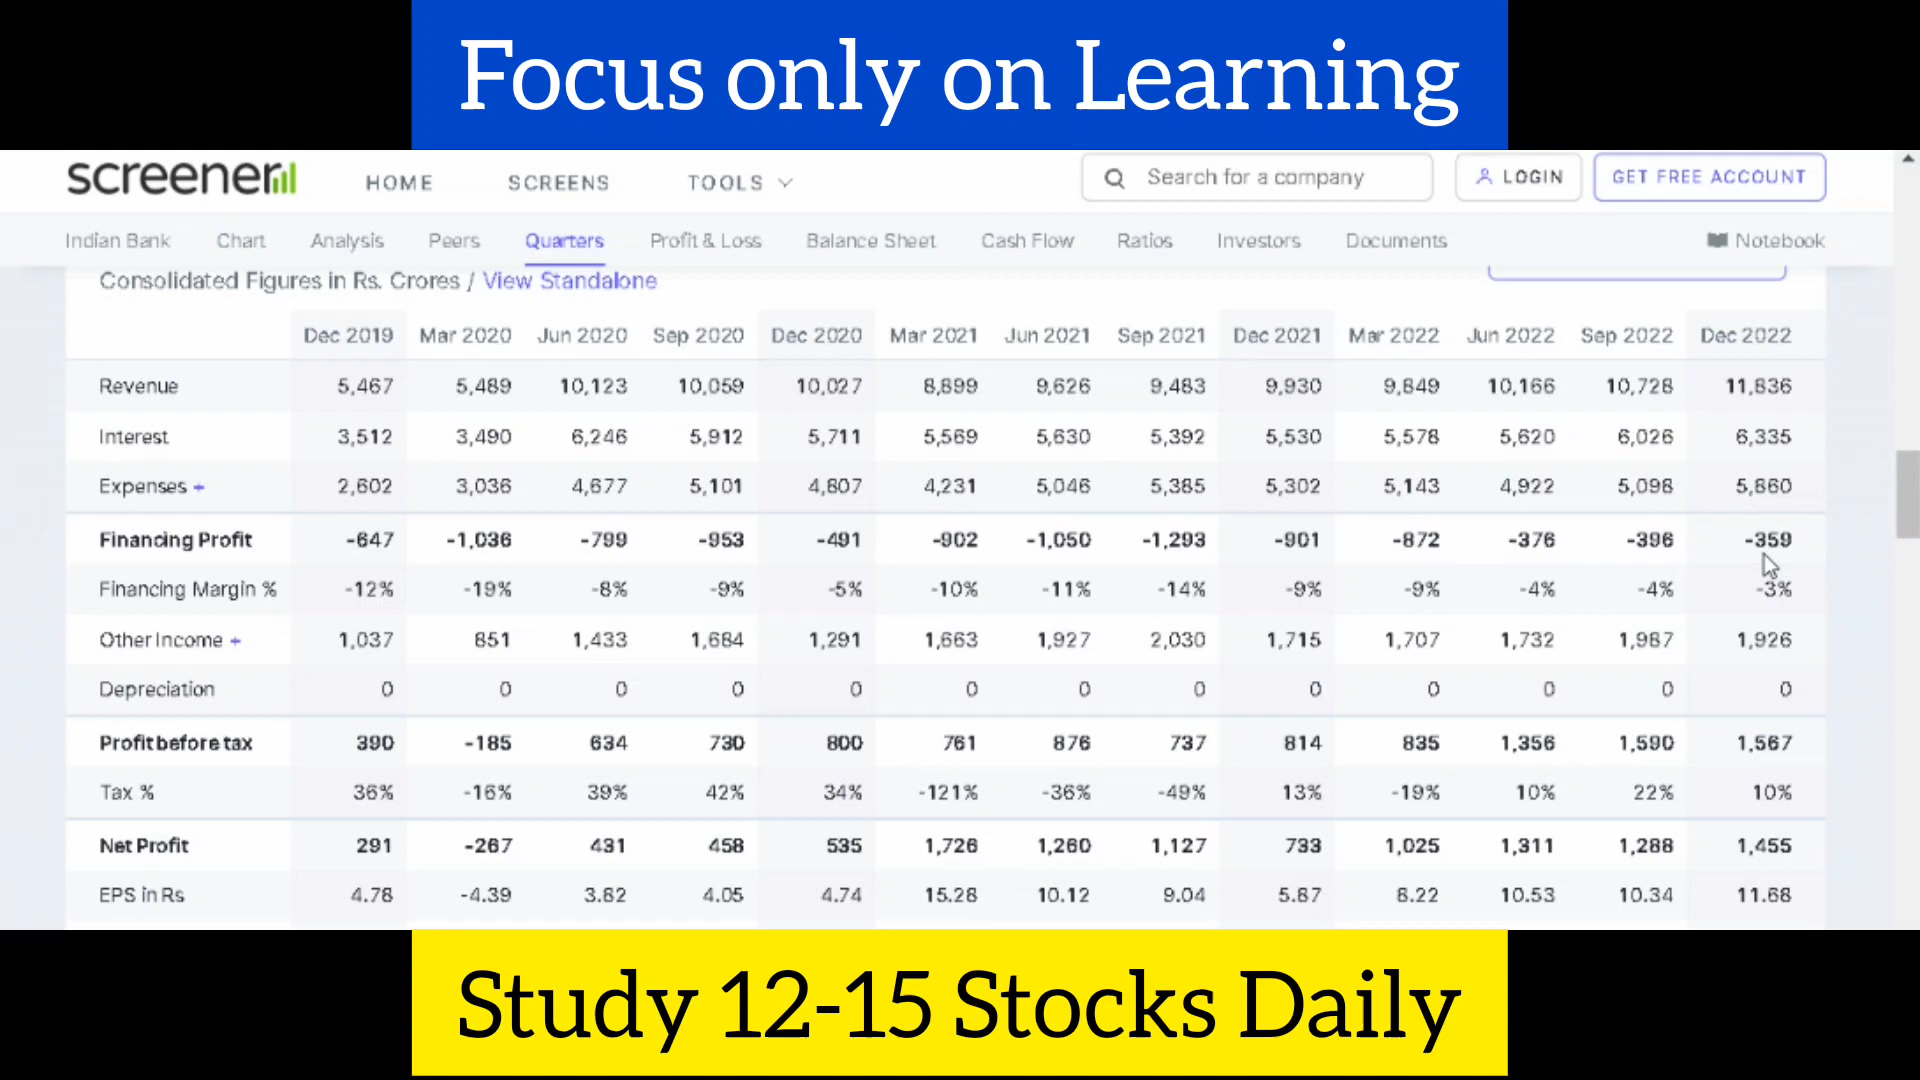 Focus only on Learning
screener
HOME SCREENS TOOLS Search for a company LOGIN GET FREE ACCOUNT
Indian Bank Chart Analysis Peers Quarters Profit & Loss Balance Sheet Cash Flow Ratios Investors Documents Notebook
Consolidated Figures in Rs. Crores / View Standalone
Dec 2019 Mar 2020 Jun 2020 Sep 2020 Dec 2020 Mar 2021 Jun 2021 Sep 2021 Dec 2021 Mar 2022 Jun 2022 Sep 2022 Dec 2022
Revenue 5,467 5,489 10,123 10,059 10,027 8,899 9,626 9,483 9,930 9,849 10,166 10,728 11,836
Interest 3,512 3,490 6,246 5,912 5,711 5,569 5,630 5,392 5,530 5,578 5,620 6,026 6,335
Expenses + 2,602 3,036 4,677 5,101 4,807 4,231 5,046 5,385 5,302 5,143 4,922 5,098 5,860
Financing Profit -647 -1,036 -799 -953 -491 -902 -1,050 -1,293 -901 -872 -376 -396 -359
Financing Margin % -12% -19% -8% -9% -5% -10% -11% -14% -9% -9% -4% -4% -3%
Other Income + 1,037 851 1,433 1,684 1,291 1,663 1,927 2,030 1,715 1,707 1,732 1,987 1,926
Depreciation 0 0 0 0 0 0 0 0 0 0 0 0 0
Profit before tax 390 -185 634 730 800 761 876 737 814 835 1,356 1,590 1,567
Tax % 36% -16% 39% 42% 34% -121% -36% -49% 13% -19% 10% 22% 10%
Net Profit 291 -267 431 458 535 1,726 1,260 1,127 733 1,025 1,311 1,288 1,455
EPS in Rs 4.78 -4.39 3.82 4.05 4.74 15.28 10.12 9.04 5.87 8.22 10.53 10.34 11.68
Study 12-15 Stocks Daily